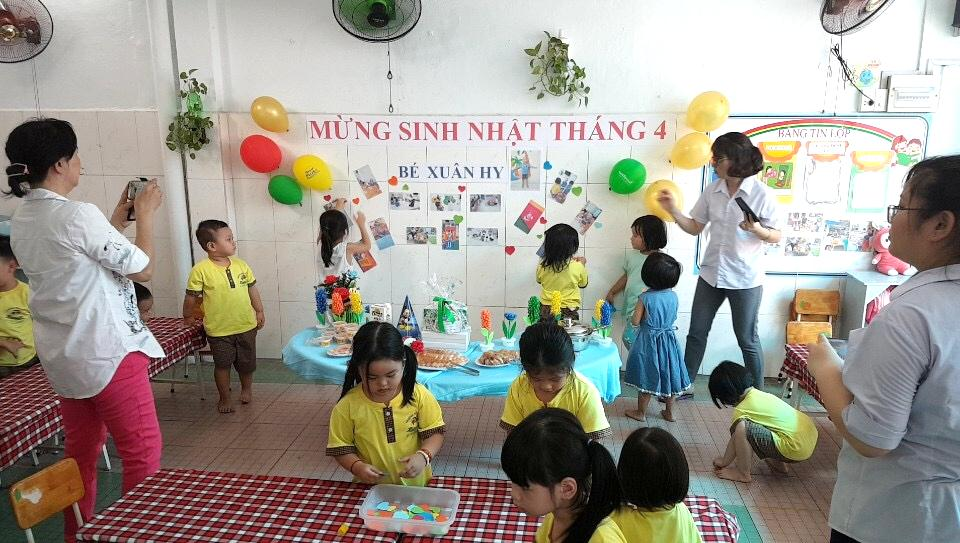 MỪNG SINH NHẬT THÁNG 4
BÉ XUÂN HY
BẢNG TIN LỚP